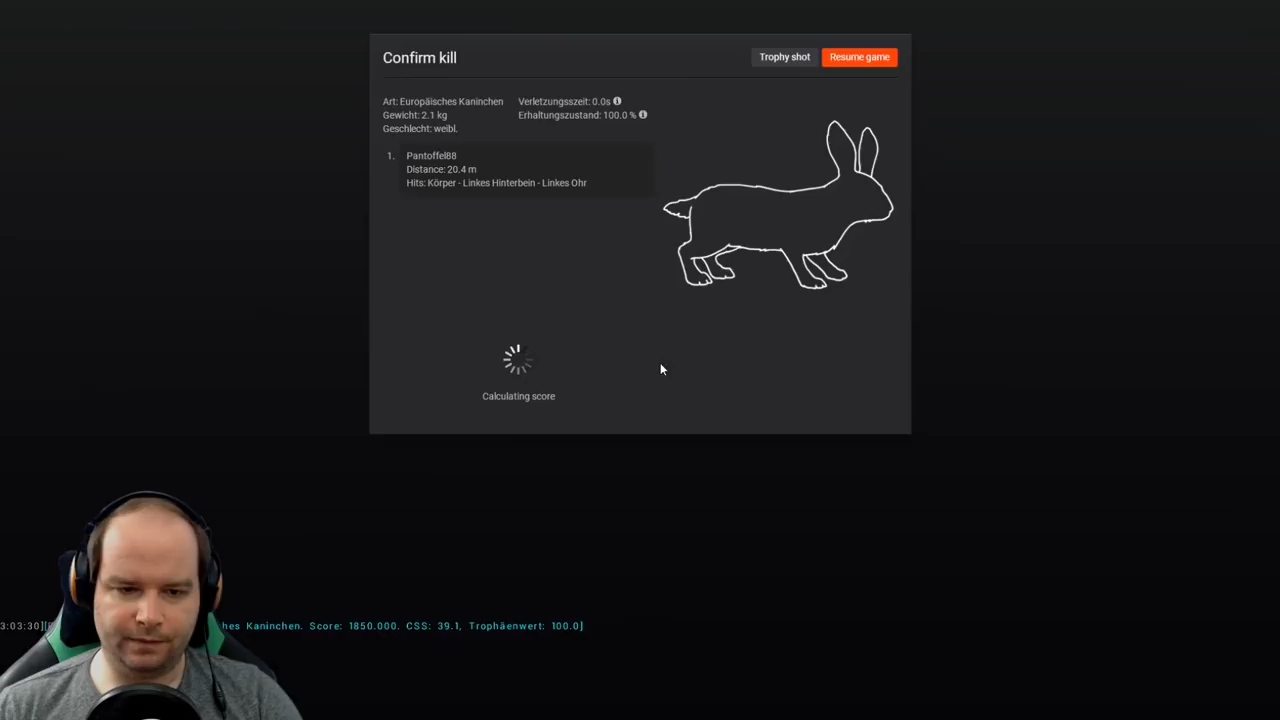 Confirm kill
Trophy shot
Resume game
Art: Europäisches Kaninchen
Gewicht: 2.1 kg
Geschlecht: weibl.
Verletzungsszeit: 0.0s
Erhaltungszustand: 100.0 %
1. Pantoffel88
Distance: 20.4 m
Hits: Körper - Linkes Hinterbein - Linkes Ohr
Calculating score
3:03:30][ hes Kaninchen. Score: 1850.000. CSS: 39.1, Trophäenwert: 100.0]